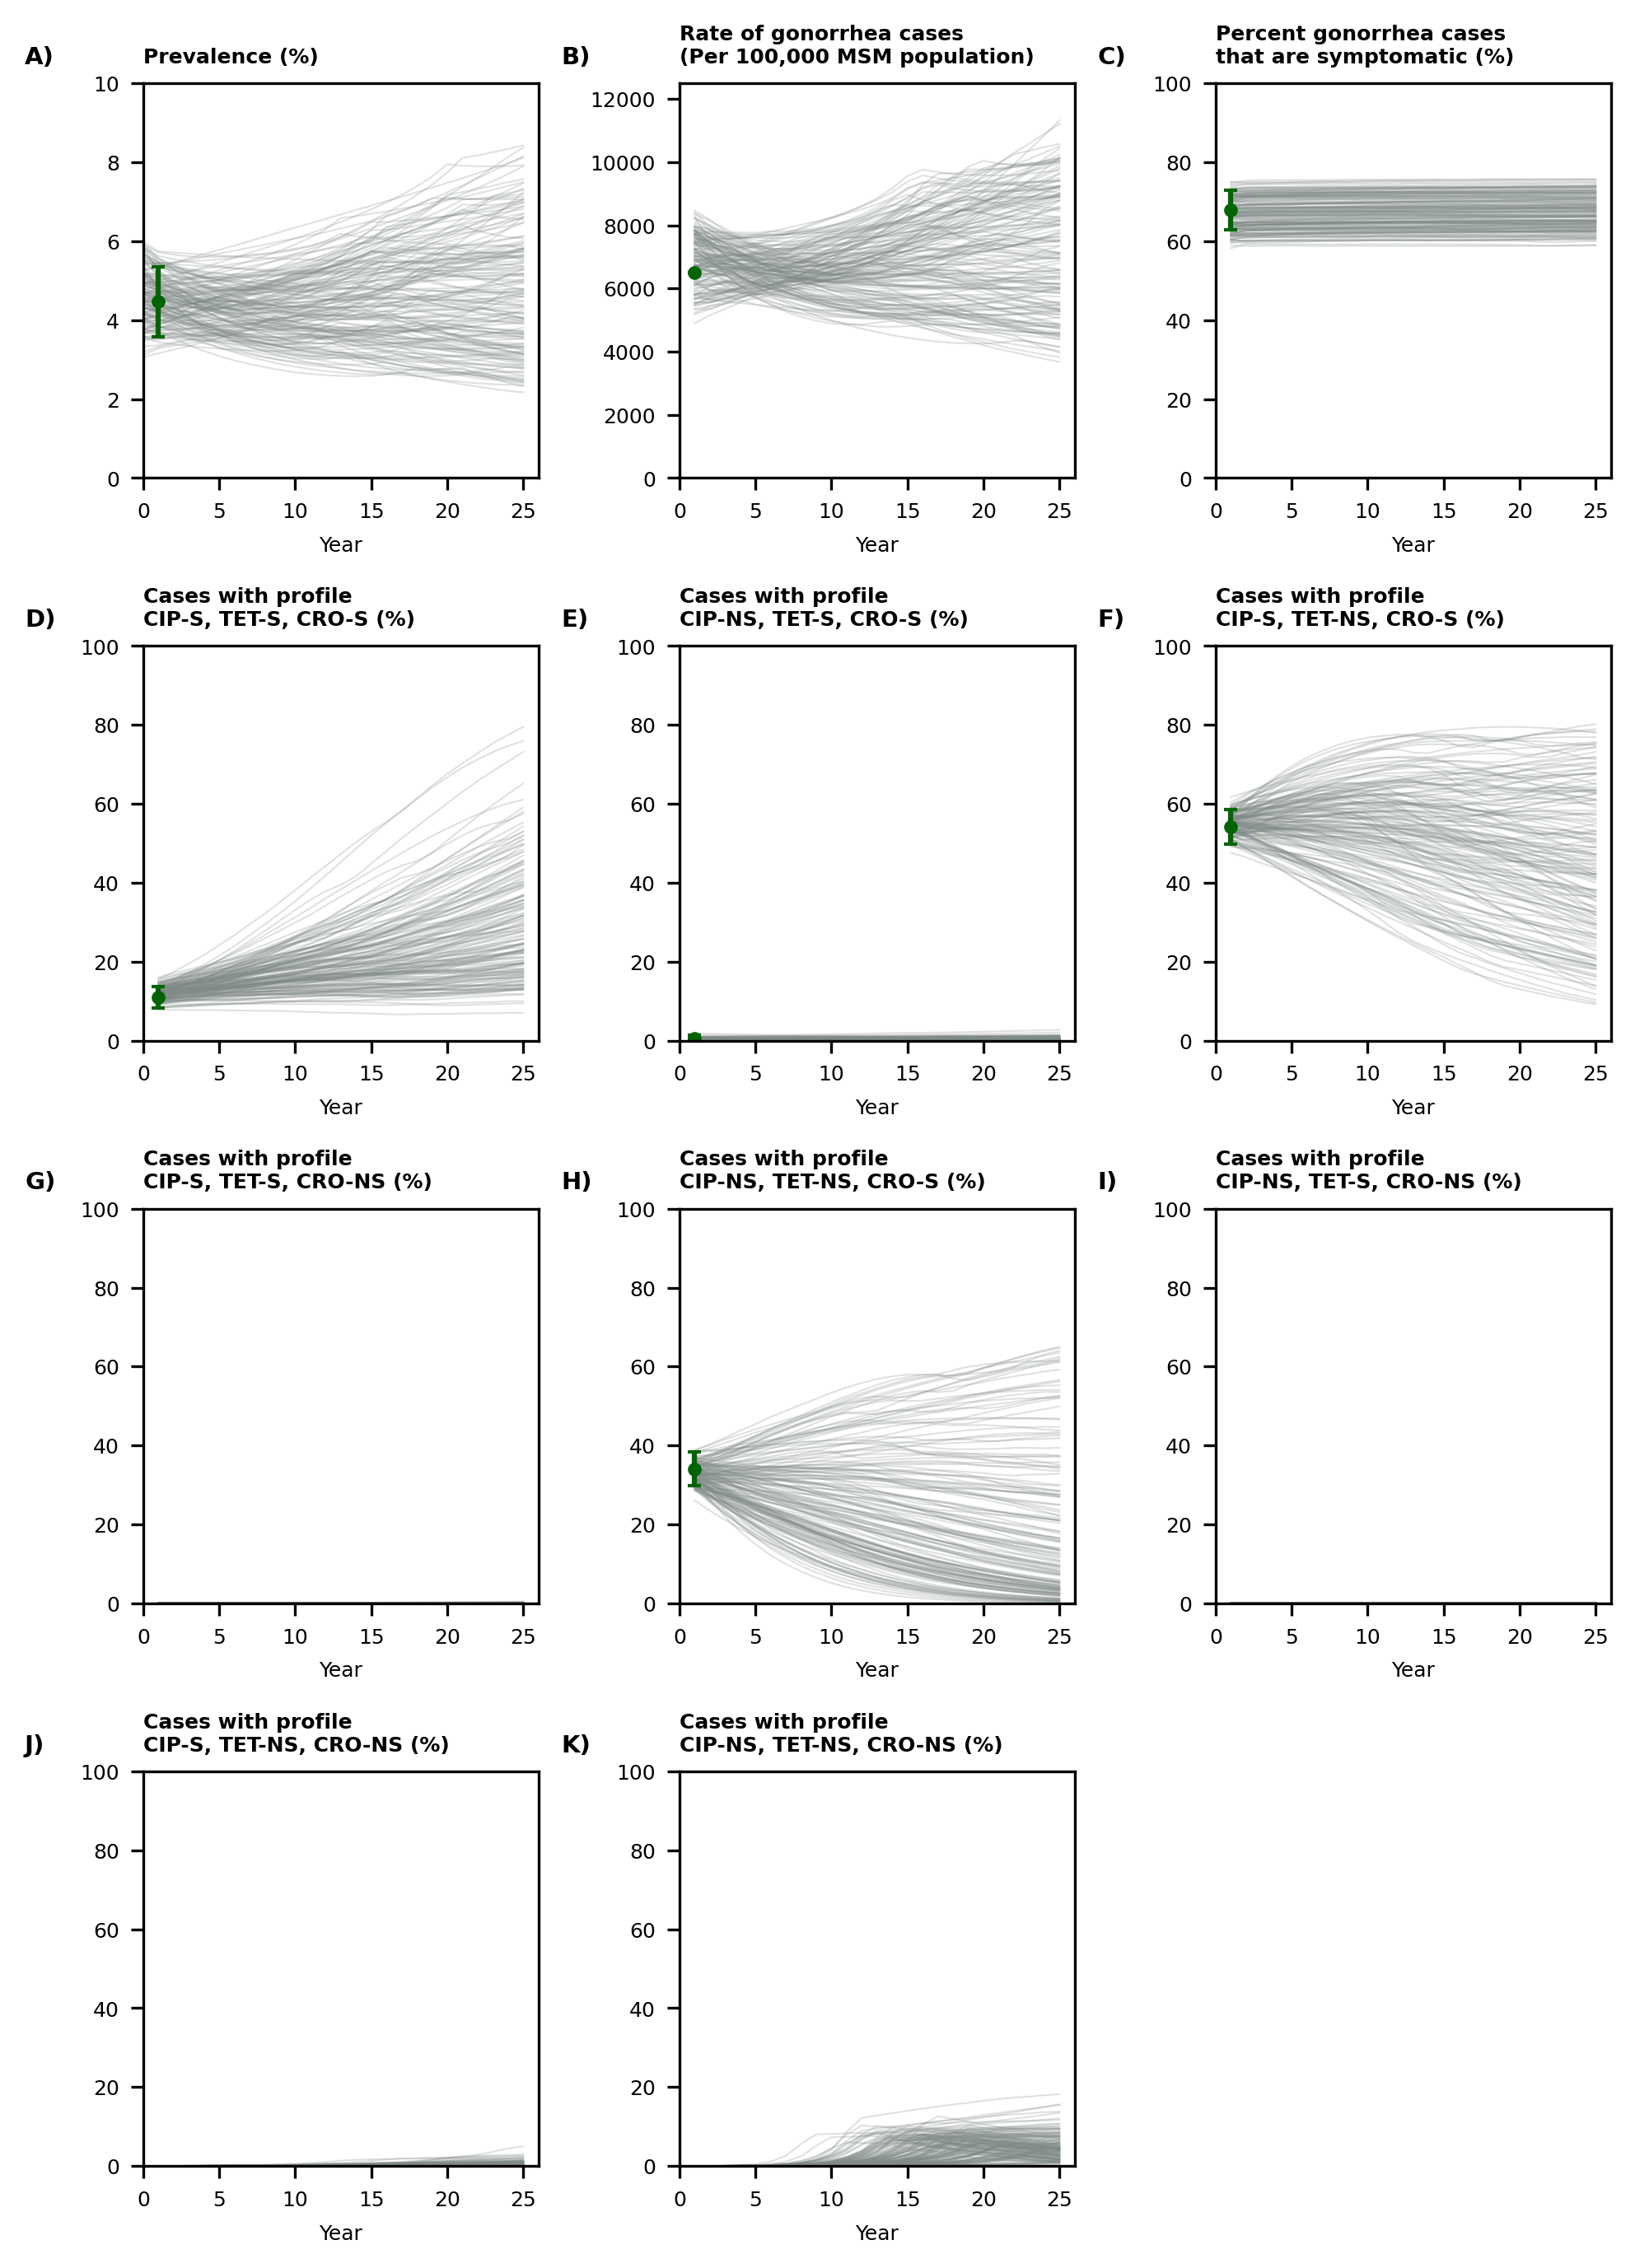 A)
Prevalence (%)
10
8
6
4
2
0
0 5 10 15 20 25
Year
B)
Rate of gonorrhea cases
(Per 100,000 MSM population)
12000
10000
8000
6000
4000
2000
0
0 5 10 15 20 25
Year
C)
Percent gonorrhea cases
that are symptomatic (%)
100
80
60
40
20
0
0 5 10 15 20 25
Year
D)
Cases with profile
CIP-S, TET-S, CRO-S (%)
100
80
60
40
20
0
0 5 10 15 20 25
Year
E)
Cases with profile
CIP-NS, TET-S, CRO-S (%)
100
80
60
40
20
0
0 5 10 15 20 25
Year
F)
Cases with profile
CIP-S, TET-NS, CRO-S (%)
100
80
60
40
20
0
0 5 10 15 20 25
Year
G)
Cases with profile
CIP-S, TET-S, CRO-NS (%)
100
80
60
40
20
0
0 5 10 15 20 25
Year
H)
Cases with profile
CIP-NS, TET-NS, CRO-S (%)
100
80
60
40
20
0
0 5 10 15 20 25
Year
I)
Cases with profile
CIP-NS, TET-S, CRO-NS (%)
100
80
60
40
20
0
0 5 10 15 20 25
Year
J)
Cases with profile
CIP-S, TET-NS, CRO-NS (%)
100
80
60
40
20
0
0 5 10 15 20 25
Year
K)
Cases with profile
CIP-NS, TET-NS, CRO-NS (%)
100
80
60
40
20
0
0 5 10 15 20 25
Year